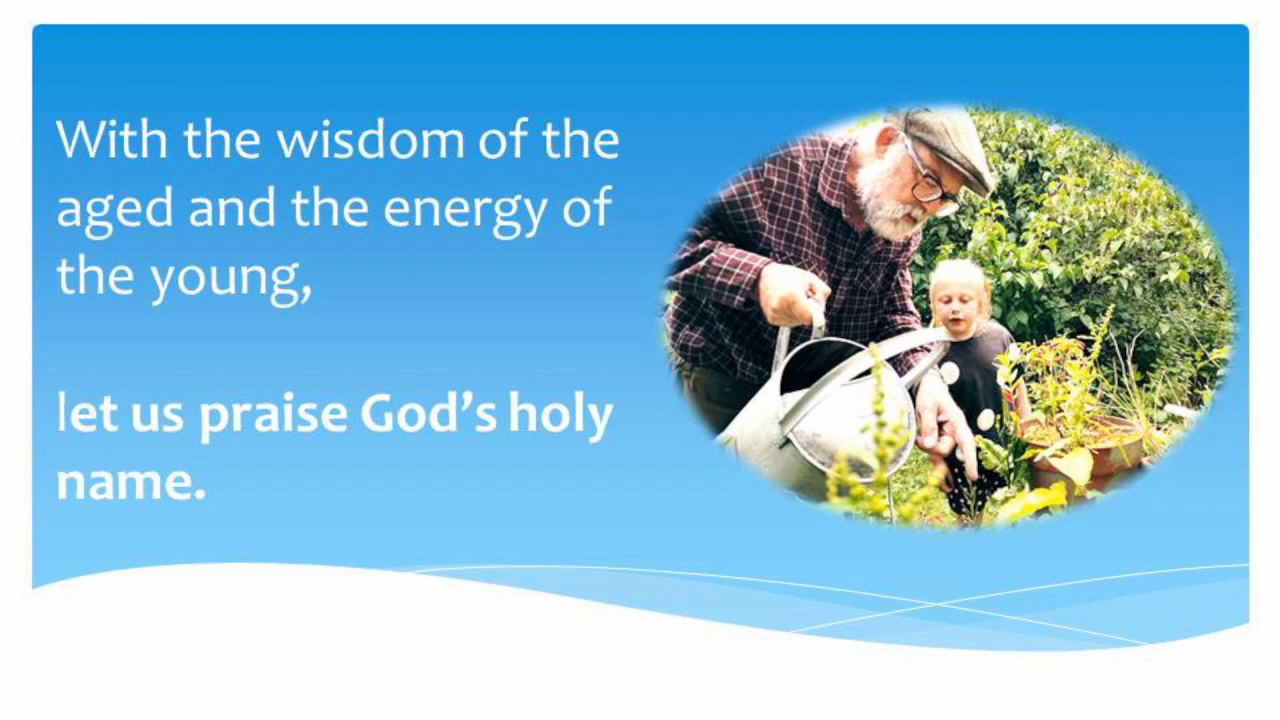 With the wisdom of the
aged and the energy of
the young,
let us praise God’s holy
name.